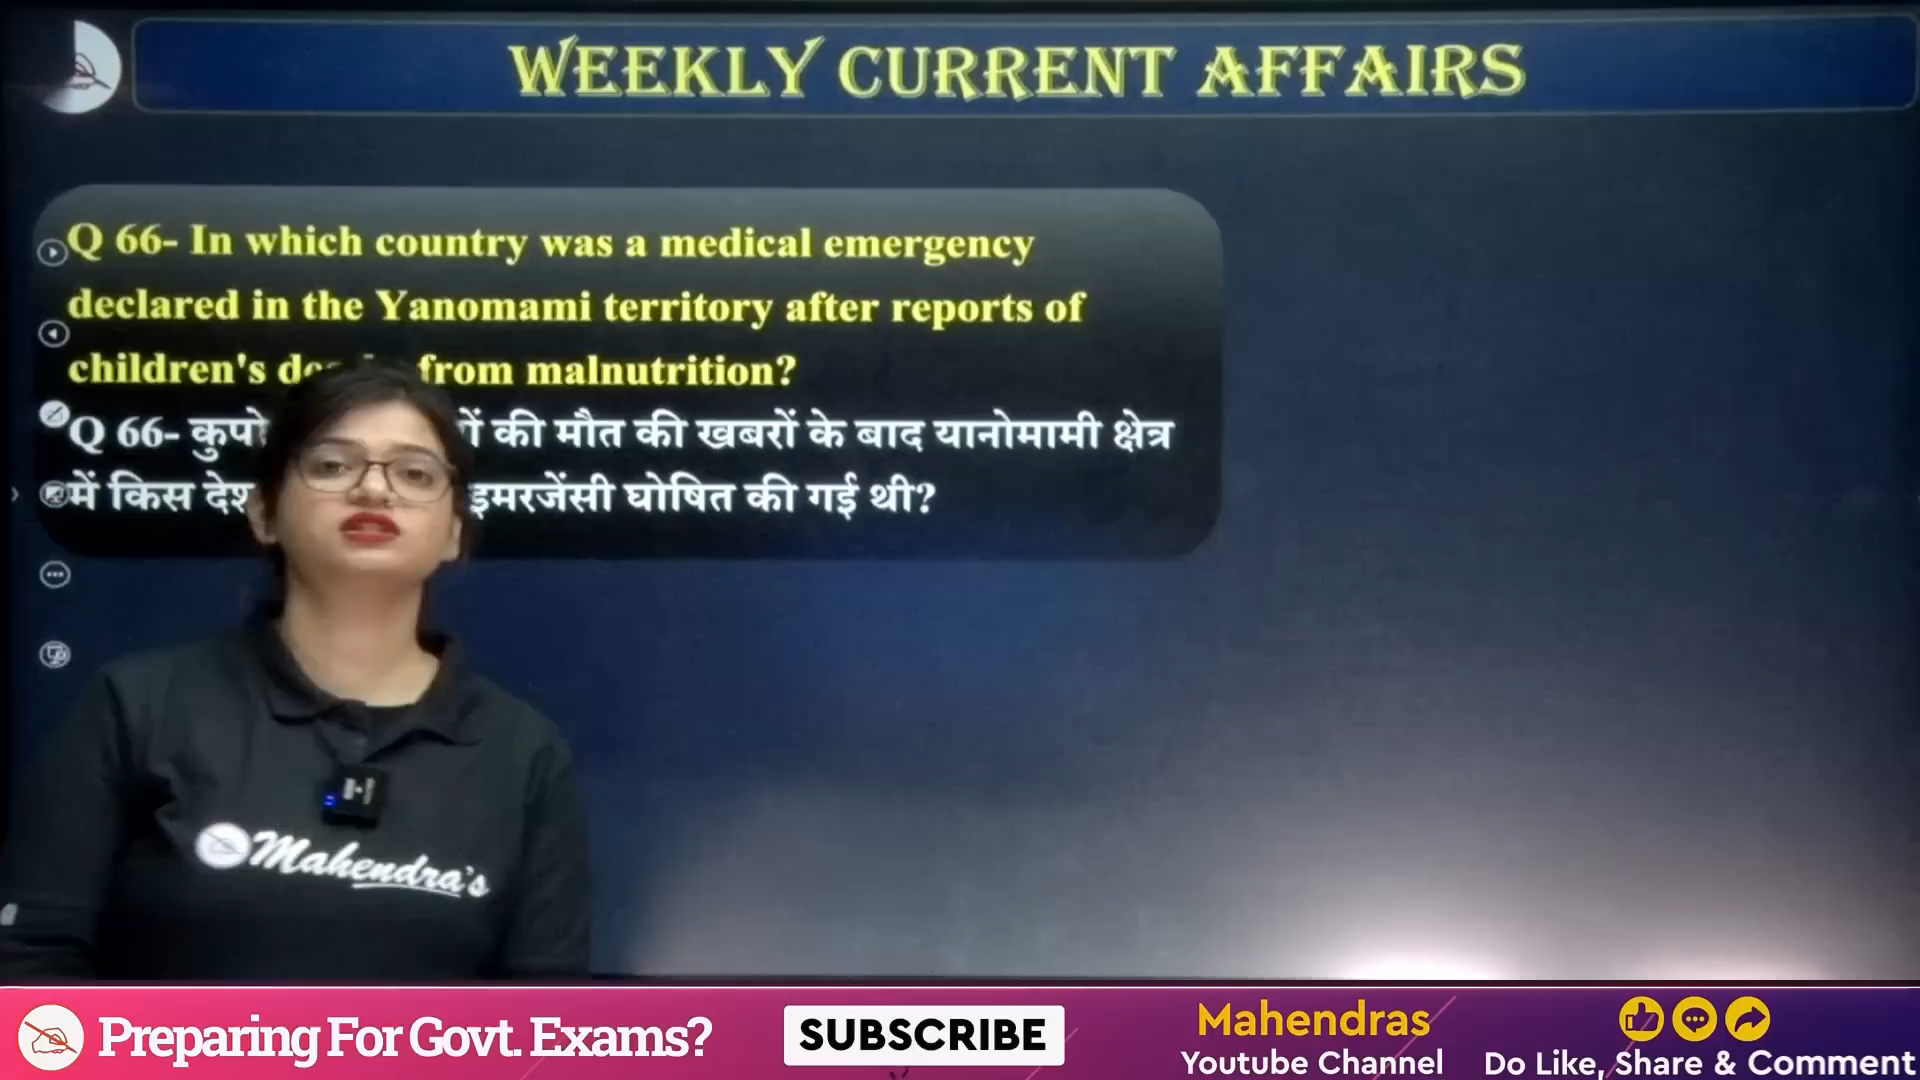 WEEKLY CURRENT AFFAIRS
Q 66- In which country was a medical emergency
declared in the Yanomami territory after reports of
children's from malnutrition?
Q 66- की मौत की खबरों के बाद यानोमामी क्षेत्र
में किस देश इमरजेंसी घोषित की गई थी?
Mahendra's
Preparing For Govt. Exams?
SUBSCRIBE
Mahendras
Youtube Channel
Do Like, Share & Comment